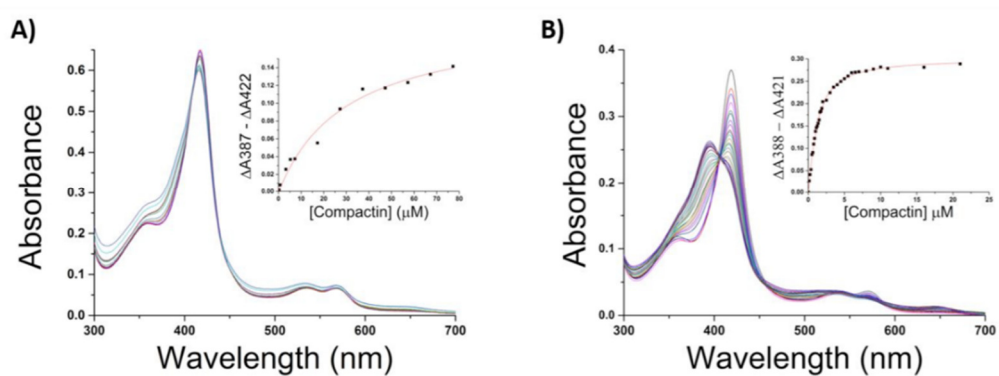 A)
Absorbance
0.6
0.5
0.4
0.3
0.2
0.1
0.0
300 400 500 600 700
Wavelength (nm)
ΔA387 - ΔA422
0.14
0.12
0.10
0.08
0.06
0.04
0.02
0.00
0 10 20 30 40 50 60 70 80
[Compactin] (μM)
B)
Absorbance
0.4
0.3
0.2
0.1
0.0
300 400 500 600 700
Wavelength (nm)
ΔA388 – ΔA421
0.30
0.25
0.20
0.15
0.10
0.05
0.00
0 5 10 15 20 25
[Compactin] μM